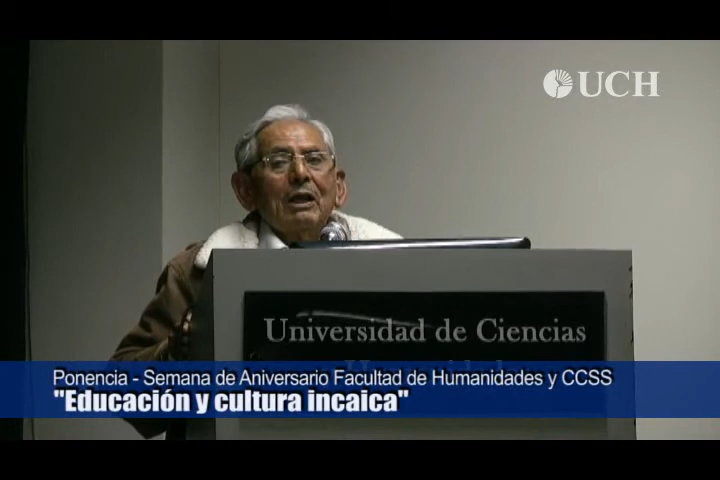 UCH
Universidad de Ciencias
Ponencia - Semana de Aniversario Facultad de Humanidades y CCSS
"Educación y cultura incaica"